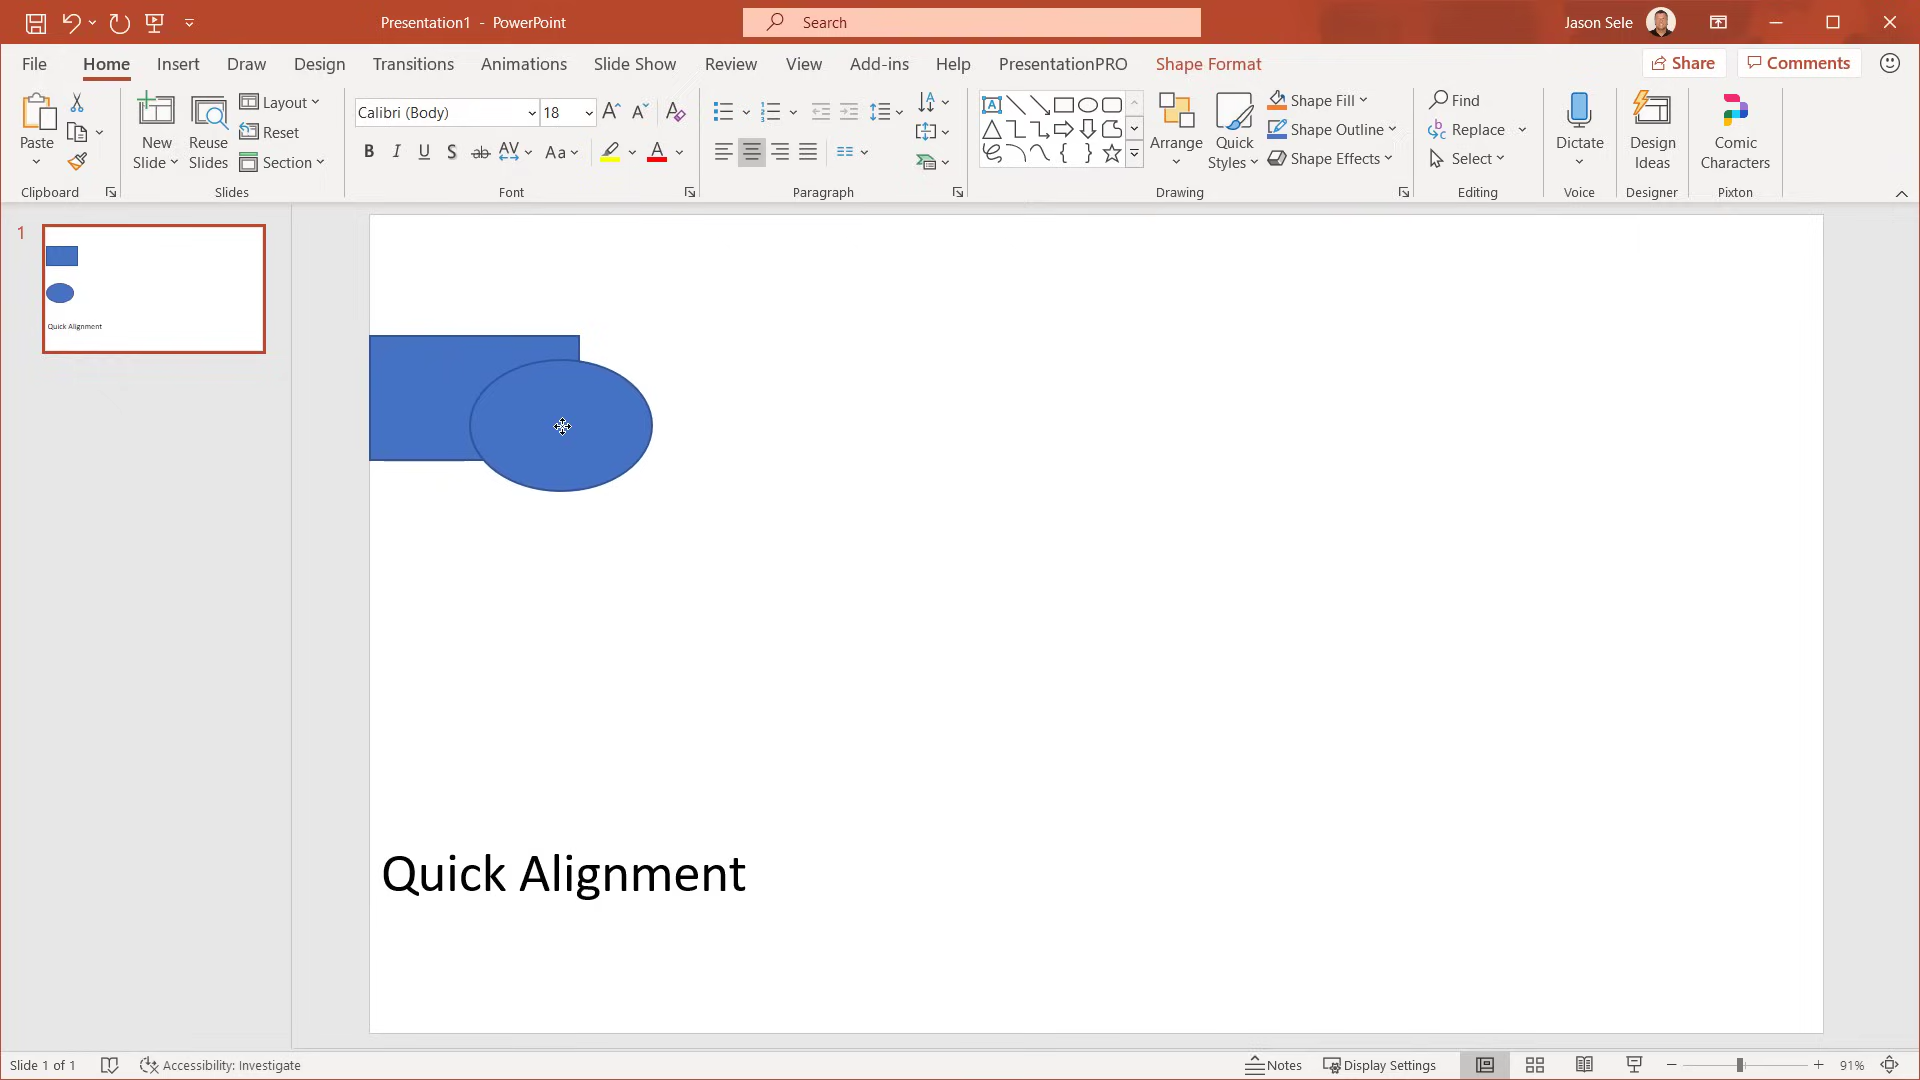 Presentation1 - PowerPoint
Search
Jason Sele
File Home Insert Draw Design Transitions Animations Slide Show Review View Add-ins Help PresentationPRO Shape Format
Share Comments
Paste
Clipboard
New Slide
Reuse Slides
Layout
Reset
Section
Slides
Calibri (Body) 18
B I U S ab AV Aa A
Font
Paragraph
Arrange
Quick Styles
Shape Fill
Shape Outline
Shape Effects
Drawing
Find
Replace
Select
Editing
Dictate
Voice
Design Ideas
Designer
Comic Characters
Pixton
1
Quick Alignment
Quick Alignment
Slide 1 of 1
Accessibility: Investigate
Notes
Display Settings
91%